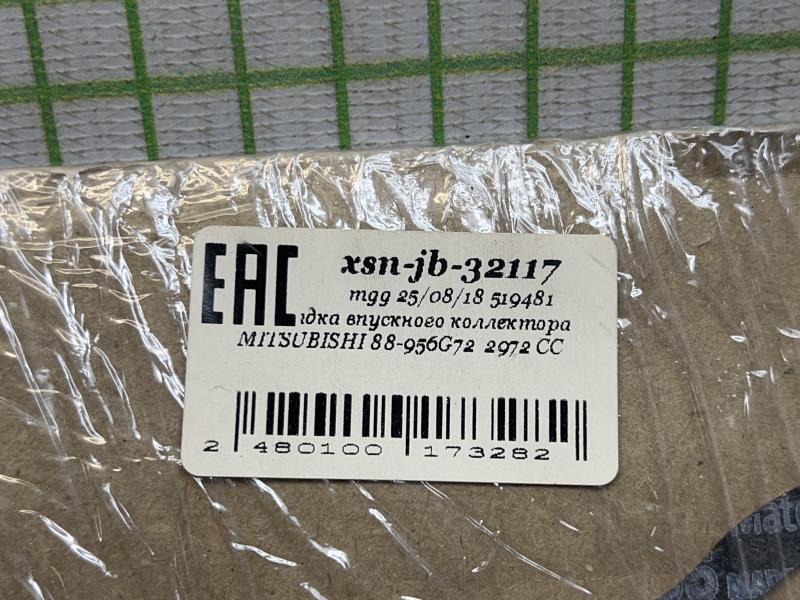 EAC
xsn-jb-32117
mgg 25/08/18 519481
дка впускного коллектора
MITSUBISHI 88-956G72 2972 CC
2 480100 173282